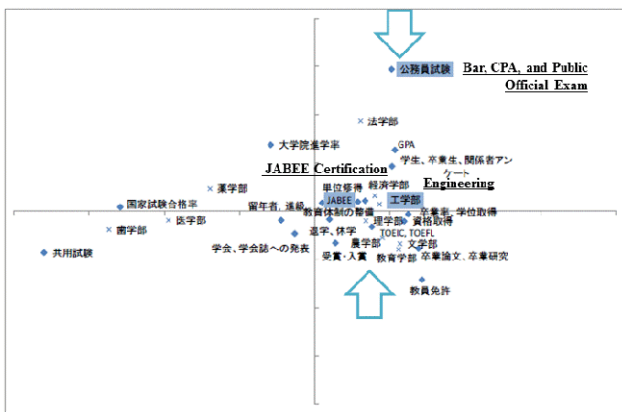 公務員試験
Bar, CPA, and Public
Official Exam
法学部
大学院進学率
GPA
学生、卒業生、関係者アン
ケート
JABEE Certification
Engineering
薬学部
単位修得
経済学部
JABEE
工学部
国家試験合格率
留年者、進級
教育体制の整備
卒業率、学位取得
医学部
退学、休学
理学部
資格取得
歯学部
TOEIC, TOEFL
学会、学会誌への発表
農学部
文学部
共用試験
受賞・入賞
教育学部
卒業論文、卒業研究
教員免許